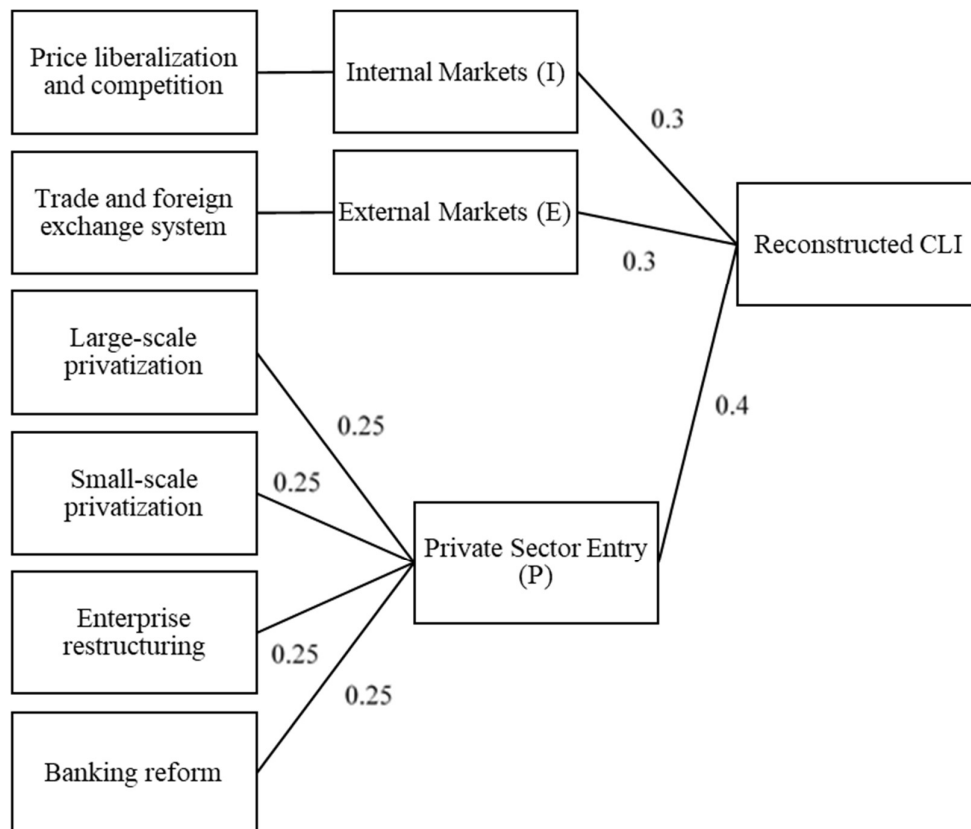 Price liberalization
and competition
Internal Markets (I)
0.3
Trade and foreign
exchange system
External Markets (E)
0.3
Reconstructed CLI
Large-scale
privatization
0.25
0.4
Small-scale
privatization
0.25
Private Sector Entry
(P)
Enterprise
restructuring
0.25
0.25
Banking reform